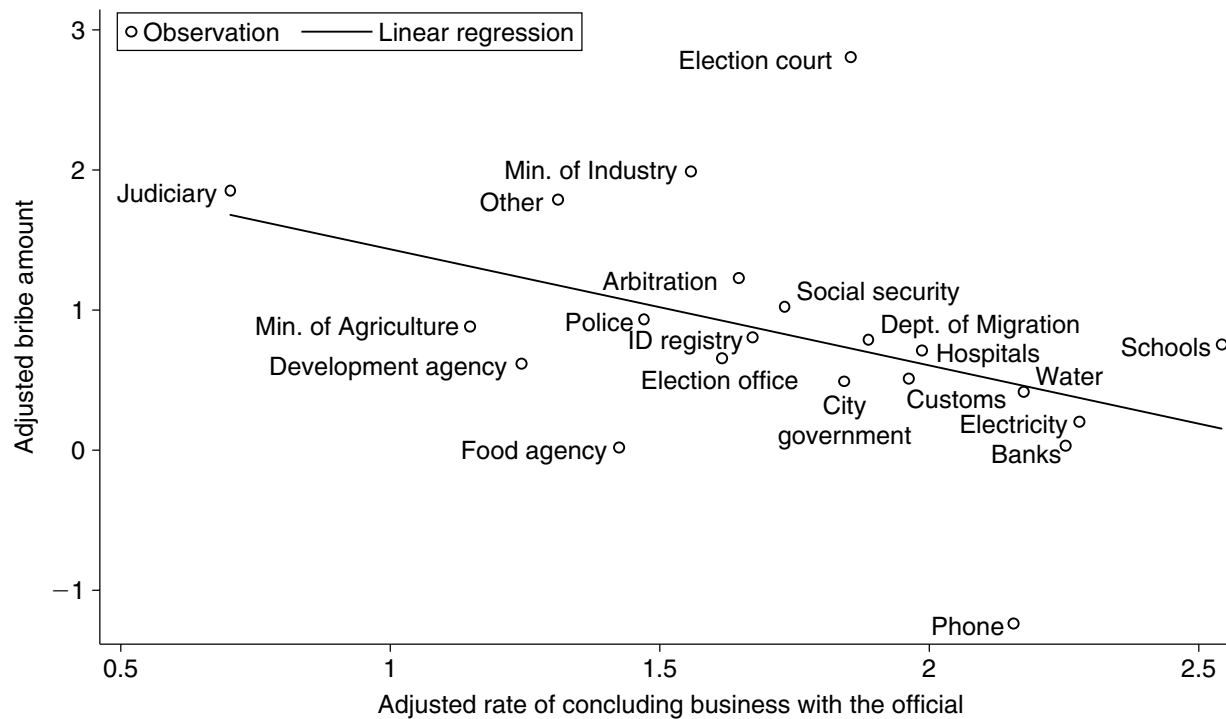 Observation Linear regression
3
2
1
0
−1
Adjusted bribe amount
Election court
Min. of Industry
Judiciary
Other
Arbitration
Social security
Min. of Agriculture
Police
Dept. of Migration
ID registry
Hospitals
Schools
Development agency
Election office
Water
City
government
Customs
Electricity
Food agency
Banks
Phone
0.5 1 1.5 2 2.5
Adjusted rate of concluding business with the official